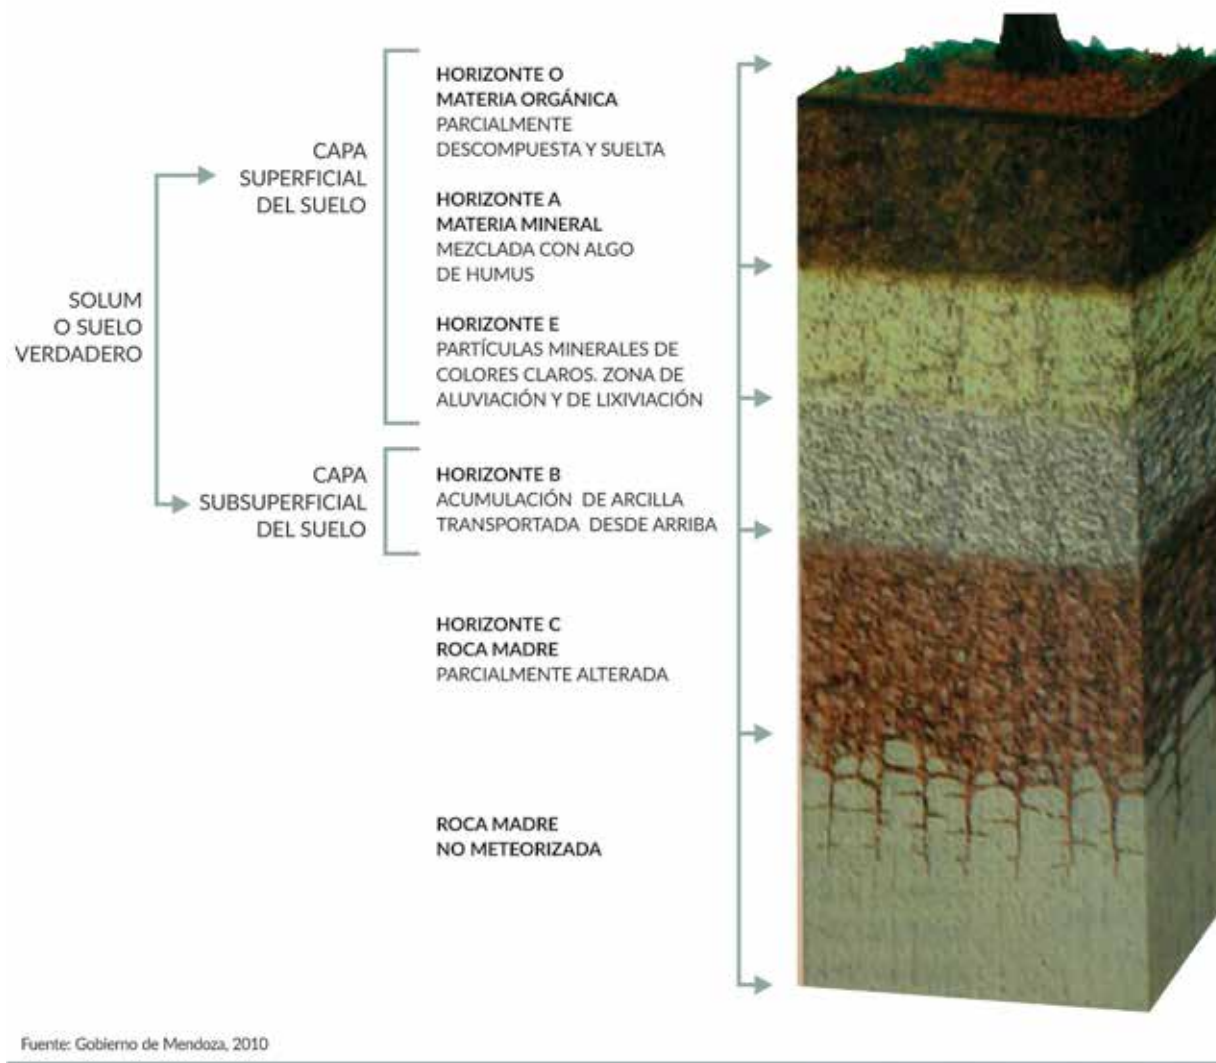 HORIZONTE O
MATERIA ORGÁNICA
PARCIALMENTE
DESCOMPUESTA Y SUELTA
CAPA
SUPERFICIAL
DEL SUELO
HORIZONTE A
MATERIA MINERAL
MEZCLADA CON ALGO
DE HUMUS
SOLUM
O SUELO
VERDADERO
HORIZONTE E
PARTÍCULAS MINERALES DE
COLORES CLAROS. ZONA DE
ALUVIACIÓN Y DE LIXIVIACIÓN
CAPA
SUBSUPERFICIAL
DEL SUELO
HORIZONTE B
ACUMULACIÓN DE ARCILLA
TRANSPORTADA DESDE ARRIBA
HORIZONTE C
ROCA MADRE
PARCIALMENTE ALTERADA
ROCA MADRE
NO METEORIZADA
Fuente: Gobierno de Mendoza, 2010